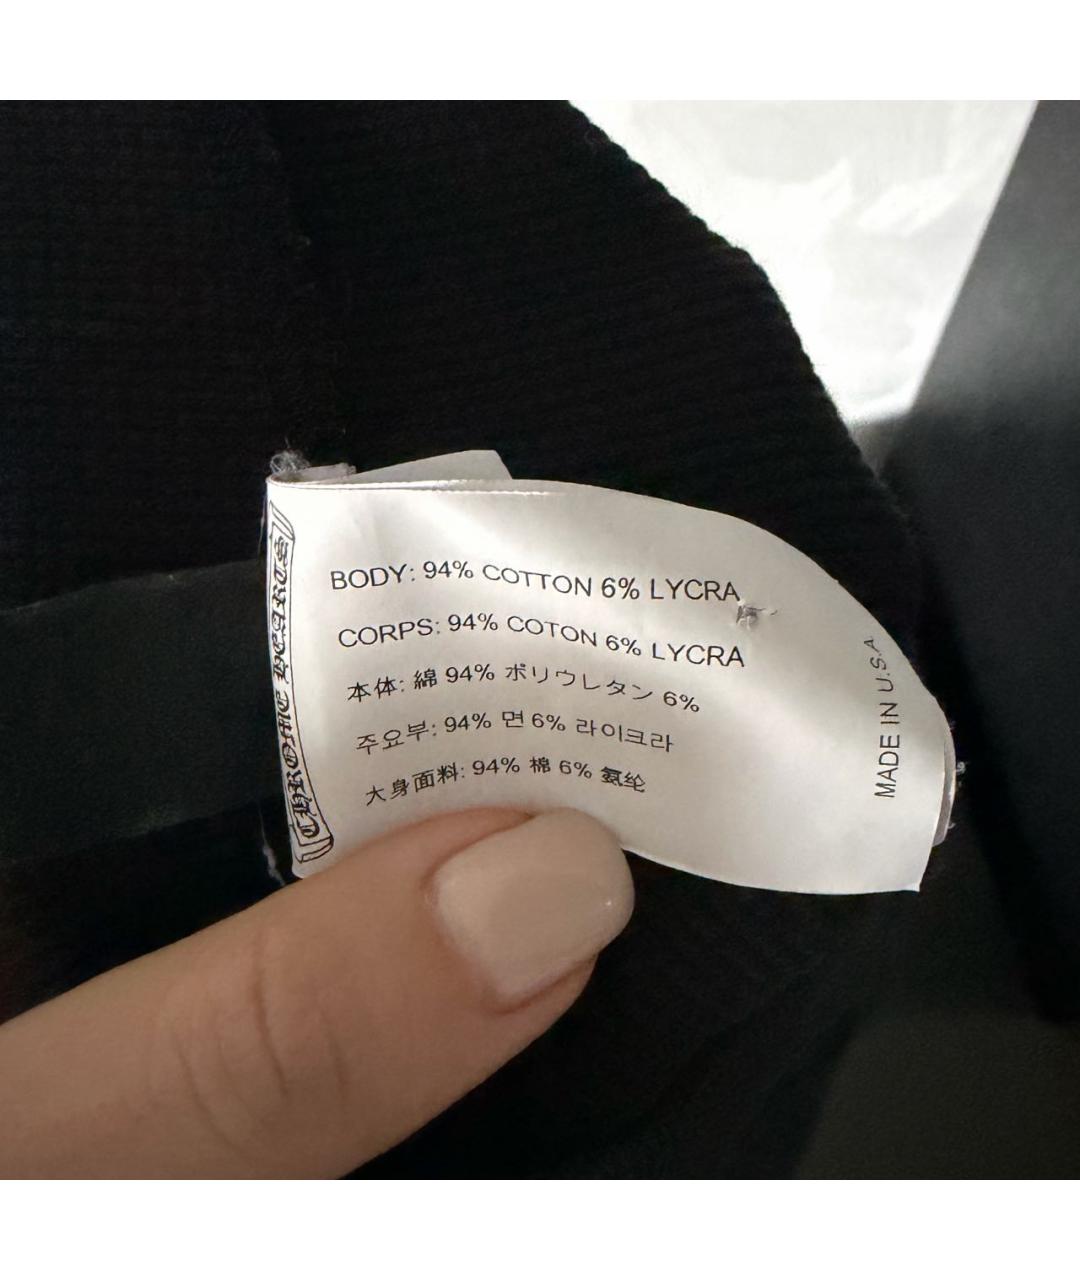 CHROME HEARTS
BODY: 94% COTTON 6% LYCRA
CORPS: 94% COTON 6% LYCRA
本体: 綿 94% ポリウレタン 6%
주요부: 94% 면 6% 라이크라
大身面料: 94% 棉 6% 氨纶
MADE IN U.S.A.